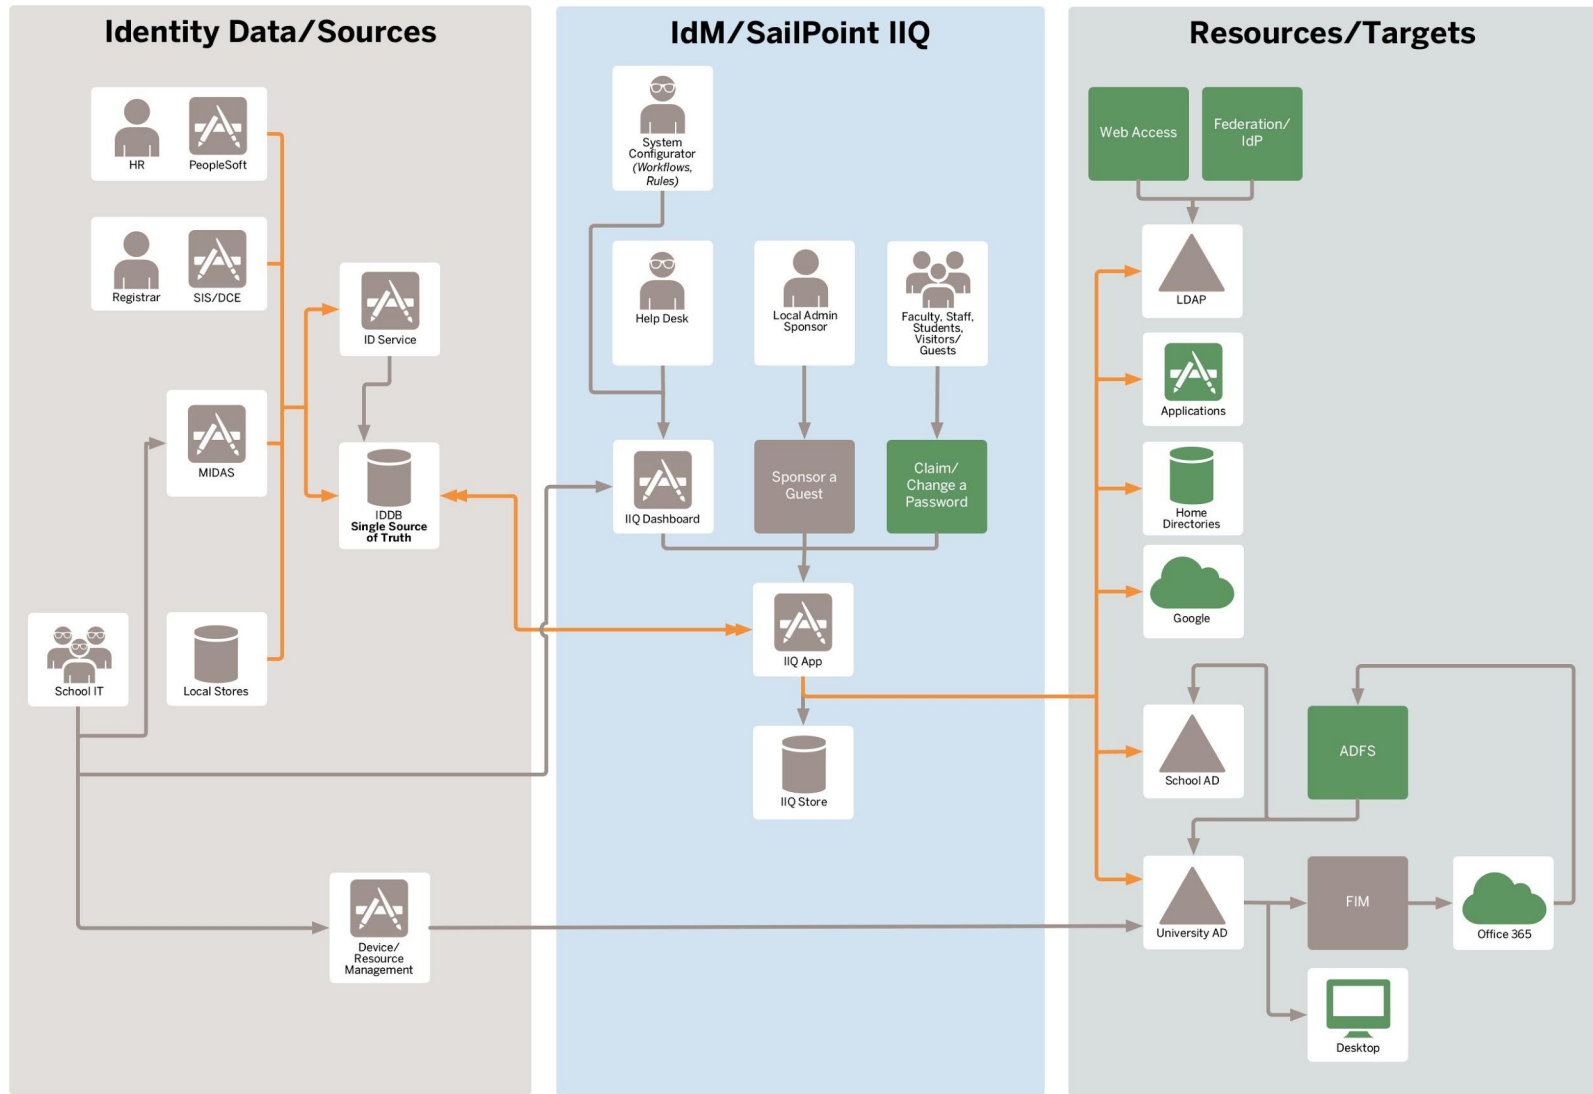 Identity Data/Sources
HR
PeopleSoft
Registrar
SIS/DCE
ID Service
MIDAS
IDDB
Single Source
of Truth
School IT
Local Stores
Device/
Resource
Management
IdM/SailPoint IIQ
System
Configurator
(Workflows,
Rules)
Help Desk
Local Admin
Sponsor
Faculty, Staff,
Students,
Visitors/
Guests
IIQ Dashboard
Sponsor a
Guest
Claim/
Change a
Password
IIQ App
IIQ Store
Resources/Targets
Web Access
Federation/
IdP
LDAP
Applications
Home
Directories
Google
School AD
ADFS
University AD
FIM
Office 365
Desktop